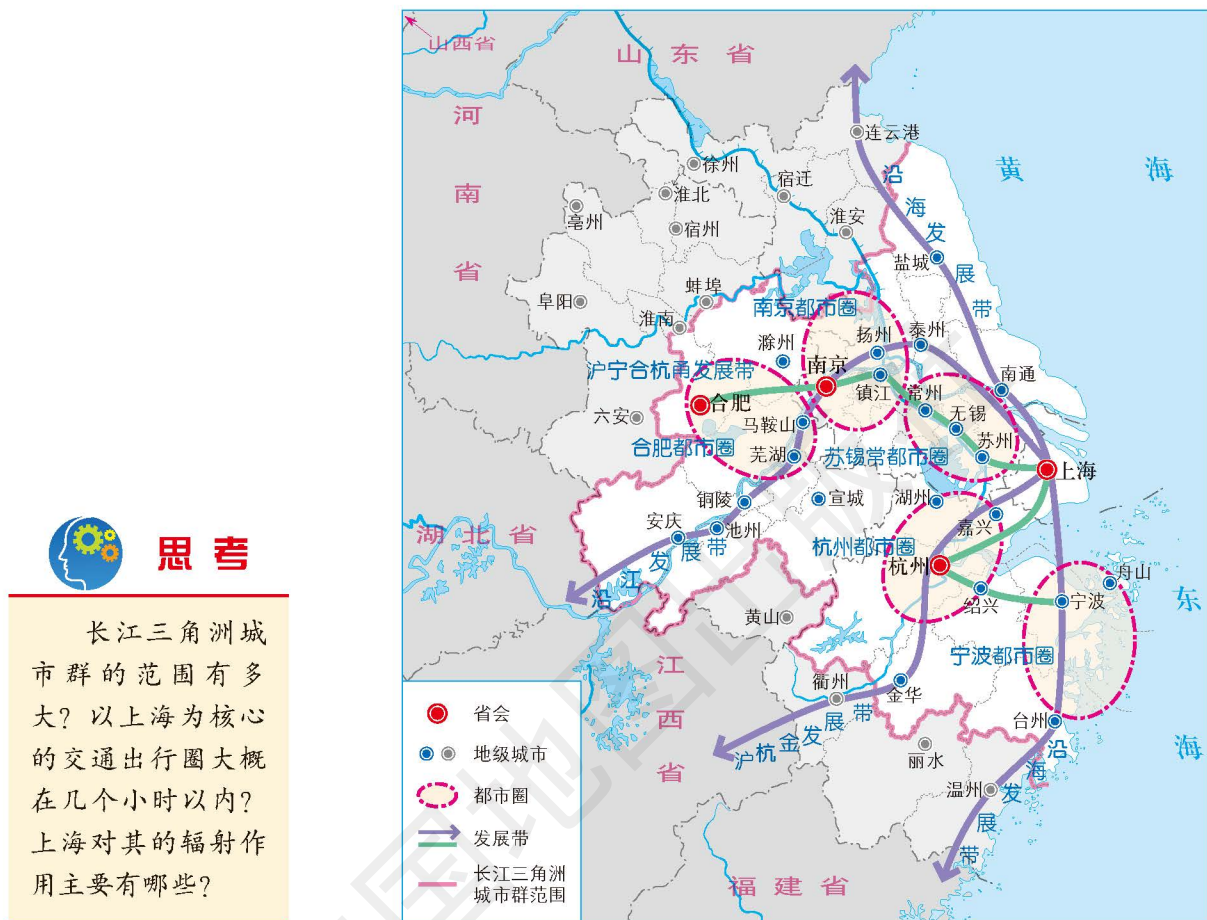 山西省
山东省
河南省
湖北省
江西省
福建省
黄海
东海
连云港
徐州
宿迁
淮北
亳州
宿州
淮安
盐城
沿海发展带
蚌埠
阜阳
淮南
南京都市圈
滁州
扬州
泰州
沪宁合杭甬发展带
南京
镇江
常州
南通
合肥
六安
马鞍山
无锡
合肥都市圈
芜湖
苏锡常都市圈
苏州
上海
铜陵
宣城
湖州
嘉兴
安庆
池州
沿江发展带
杭州都市圈
杭州
绍兴
舟山
宁波
黄山
宁波都市圈
衢州
金华
沪杭金发展带
台州
丽水
温州
沿海发展带
省会
地级城市
都市圈
发展带
长江三角洲
城市群范围
思考
长江三角洲城
市群的范围有多
大？以上海为核心
的交通出行圈大概
在几个小时以内？
上海对其的辐射作
用主要有哪些？